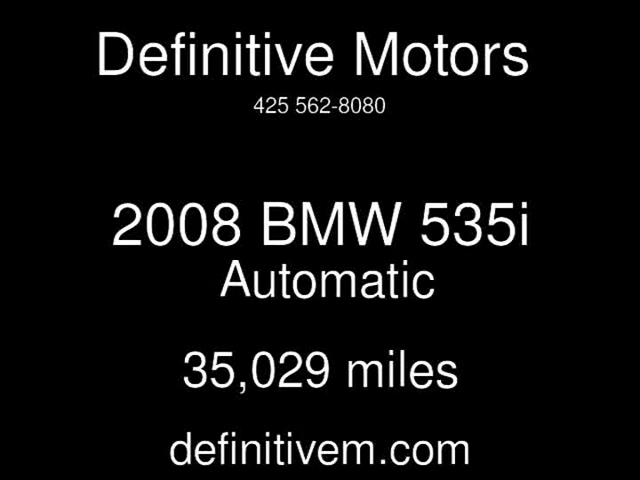 Definitive Motors
425 562-8080
2008 BMW 535i
Automatic
35,029 miles
definitivem.com